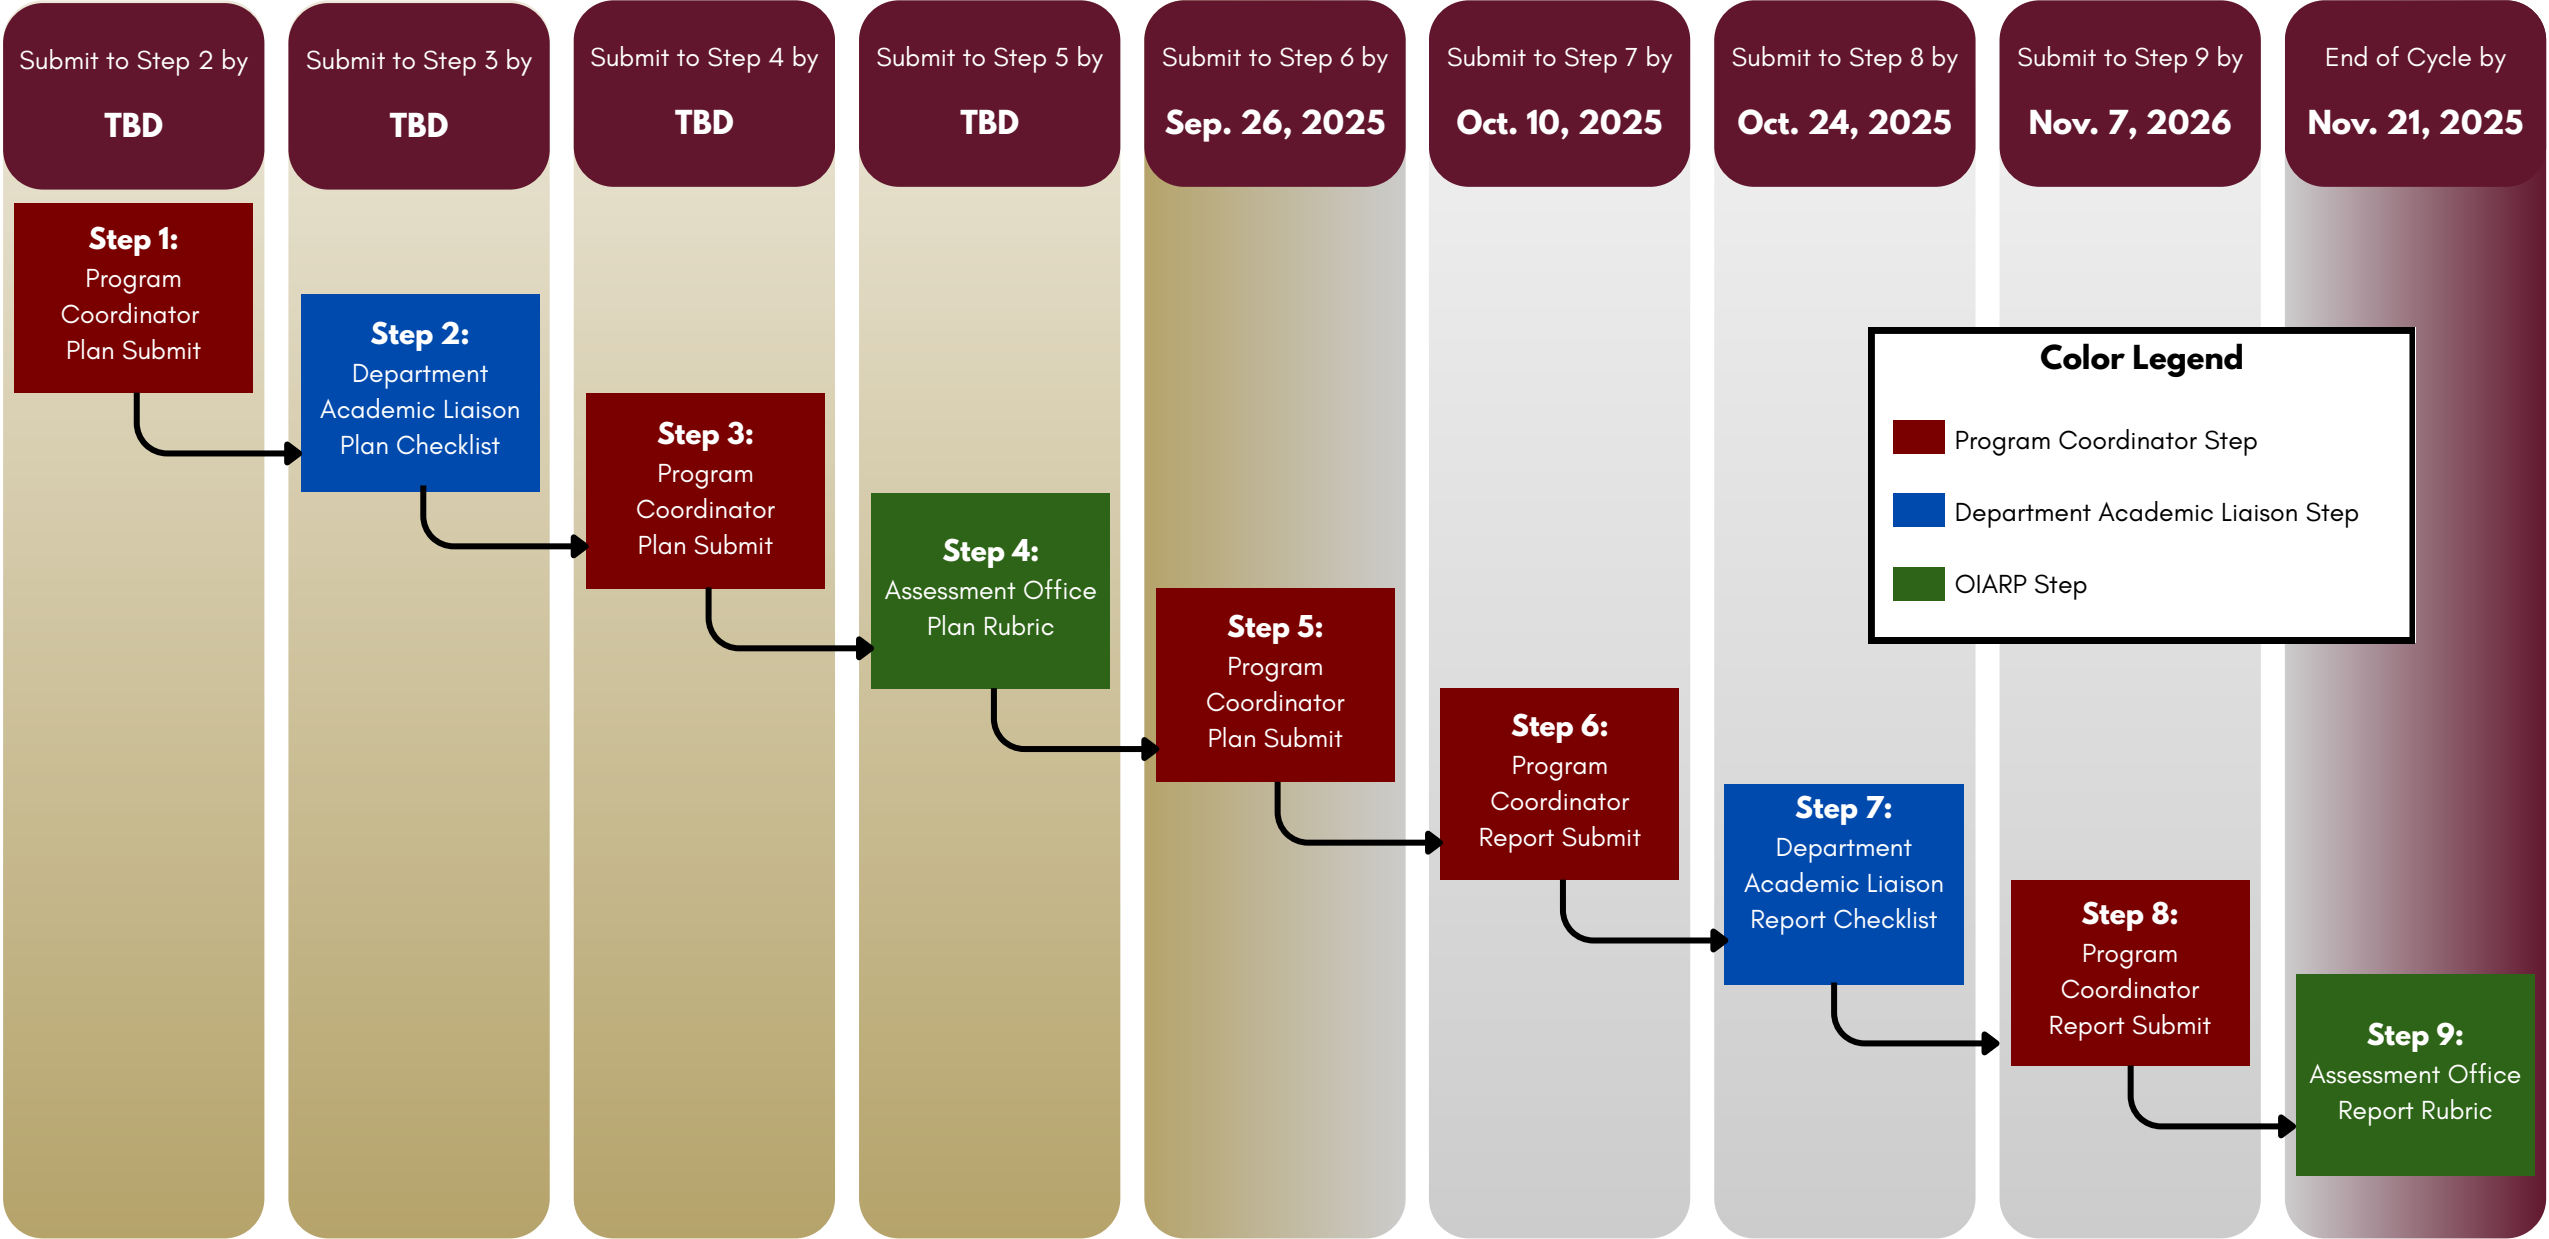 Submit to Step 2 by
TBD
Submit to Step 3 by
TBD
Submit to Step 4 by
TBD
Submit to Step 5 by
TBD
Submit to Step 6 by
Sep. 26, 2025
Submit to Step 7 by
Oct. 10, 2025
Submit to Step 8 by
Oct. 24, 2025
Submit to Step 9 by
Nov. 7, 2026
End of Cycle by
Nov. 21, 2025
Step 1:
Program
Coordinator
Plan Submit
Step 2:
Department
Academic Liaison
Plan Checklist
Step 3:
Program
Coordinator
Plan Submit
Step 4:
Assessment Office
Plan Rubric
Step 5:
Program
Coordinator
Plan Submit
Step 6:
Program
Coordinator
Report Submit
Step 7:
Department
Academic Liaison
Report Checklist
Step 8:
Program
Coordinator
Report Submit
Step 9:
Assessment Office
Report Rubric
Color Legend
Program Coordinator Step
Department Academic Liaison Step
OIARP Step